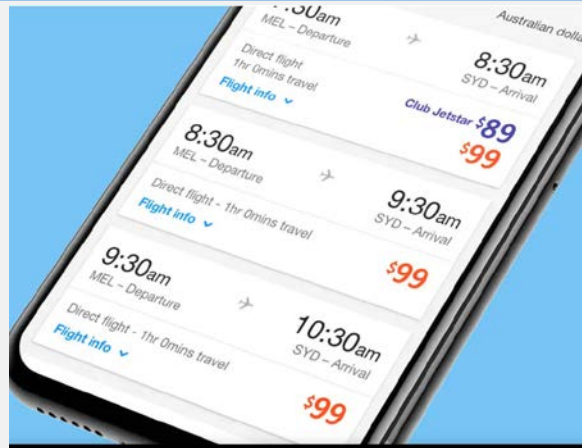 Australian dolla
:30am
8:30am
MEL – Departure
SYD – Arrival
Direct flight
1hr 0mins travel
Flight info
Club Jetstar $89
$99
8:30am
9:30am
MEL – Departure
SYD – Arrival
Direct flight - 1hr 0mins travel
Flight info
$99
9:30am
10:30am
MEL – Departure
SYD – Arrival
Direct flight - 1hr 0mins travel
Flight info
$99